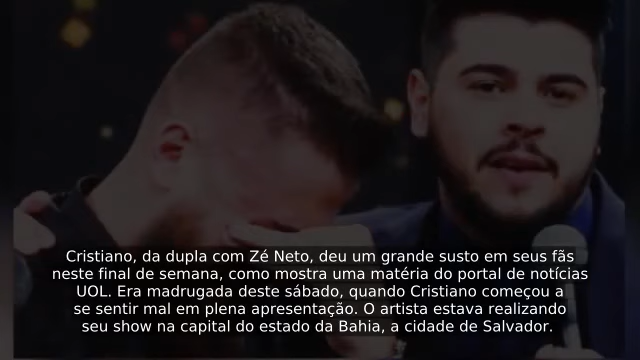 Cristiano, da dupla com Zé Neto, deu um grande susto em seus fãs
neste final de semana, como mostra uma matéria do portal de notícias
UOL. Era madrugada deste sábado, quando Cristiano começou a
se sentir mal em plena apresentação. O artista estava realizando
seu show na capital do estado da Bahia, a cidade de Salvador.